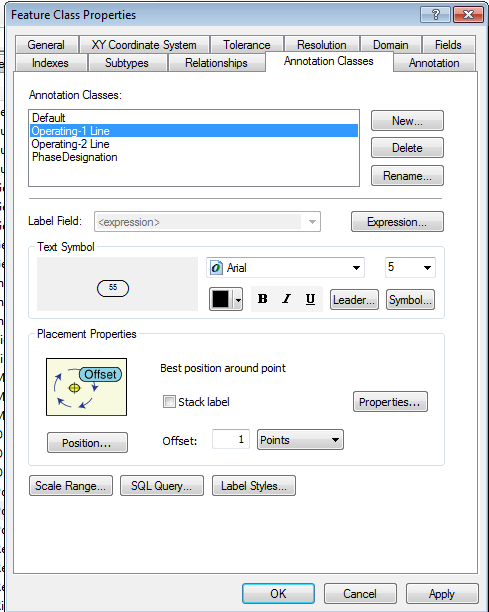 Feature Class Properties
General XY Coordinate System Tolerance Resolution Domain Fields
Indexes Subtypes Relationships Annotation Classes Annotation
Annotation Classes:
Default
Operating-1 Line
Operating-2 Line
PhaseDesignation
New...
Delete
Rename...
Label Field: <expression> Expression...
Text Symbol
55
Arial 5
B I U Leader... Symbol...
Placement Properties
Offset
Best position around point
Stack label
Properties...
Position...
Offset: 1 Points
Scale Range... SQL Query... Label Styles...
OK Cancel Apply